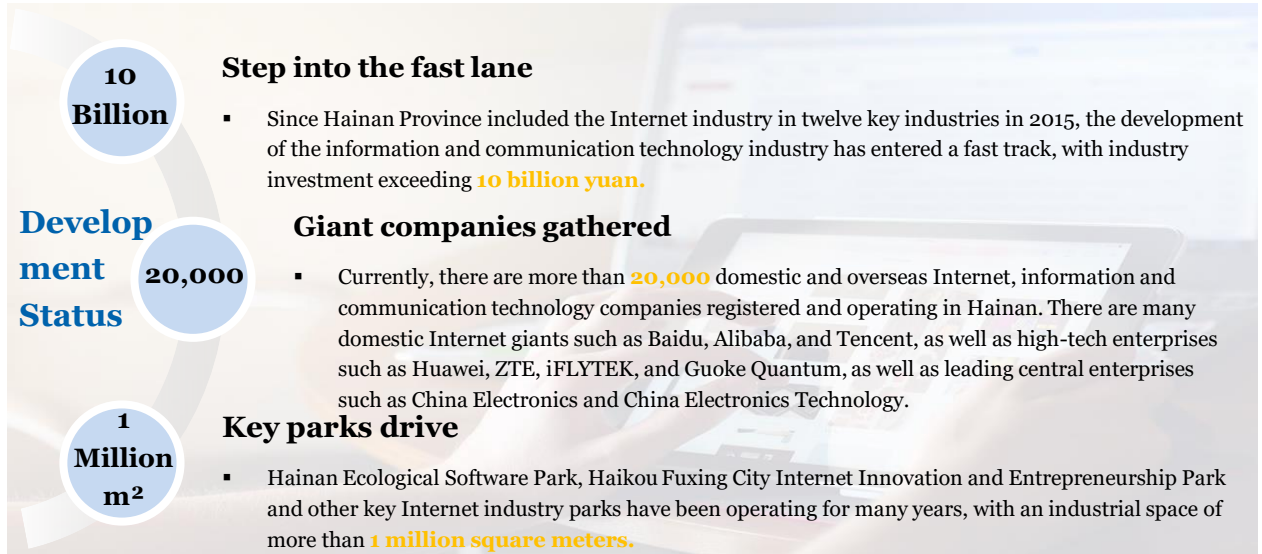 10
Billion
Step into the fast lane
▪ Since Hainan Province included the Internet industry in twelve key industries in 2015, the development
of the information and communication technology industry has entered a fast track, with industry
investment exceeding 10 billion yuan.
Develop
ment
Status
20,000
Giant companies gathered
▪ Currently, there are more than 20,000 domestic and overseas Internet, information and
communication technology companies registered and operating in Hainan. There are many
domestic Internet giants such as Baidu, Alibaba, and Tencent, as well as high-tech enterprises
such as Huawei, ZTE, iFLYTEK, and Guoke Quantum, as well as leading central enterprises
such as China Electronics and China Electronics Technology.
1
Million
m²
Key parks drive
▪ Hainan Ecological Software Park, Haikou Fuxing City Internet Innovation and Entrepreneurship Park
and other key Internet industry parks have been operating for many years, with an industrial space of
more than 1 million square meters.